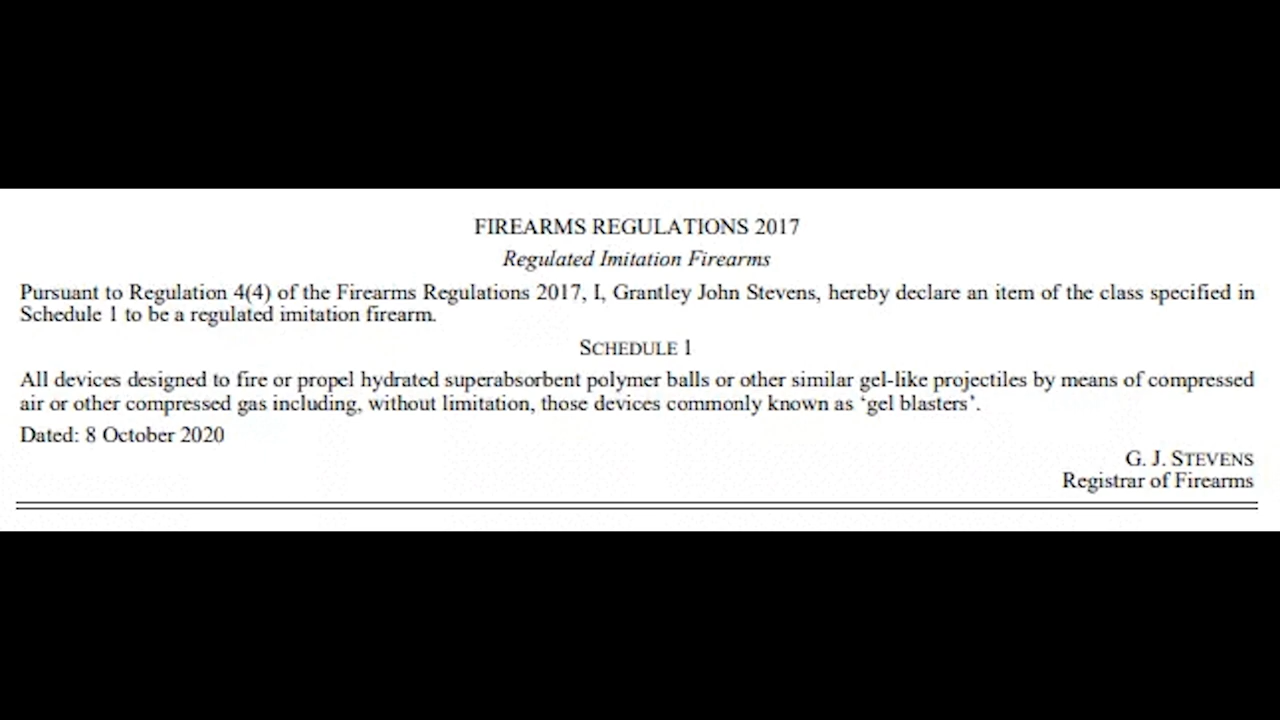 FIREARMS REGULATIONS 2017
Regulated Imitation Firearms
Pursuant to Regulation 4(4) of the Firearms Regulations 2017, I, Grantley John Stevens, hereby declare an item of the class specified in
Schedule 1 to be a regulated imitation firearm.
SCHEDULE 1
All devices designed to fire or propel hydrated superabsorbent polymer balls or other similar gel-like projectiles by means of compressed
air or other compressed gas including, without limitation, those devices commonly known as ‘gel blasters’.
Dated: 8 October 2020
G. J. STEVENS
Registrar of Firearms